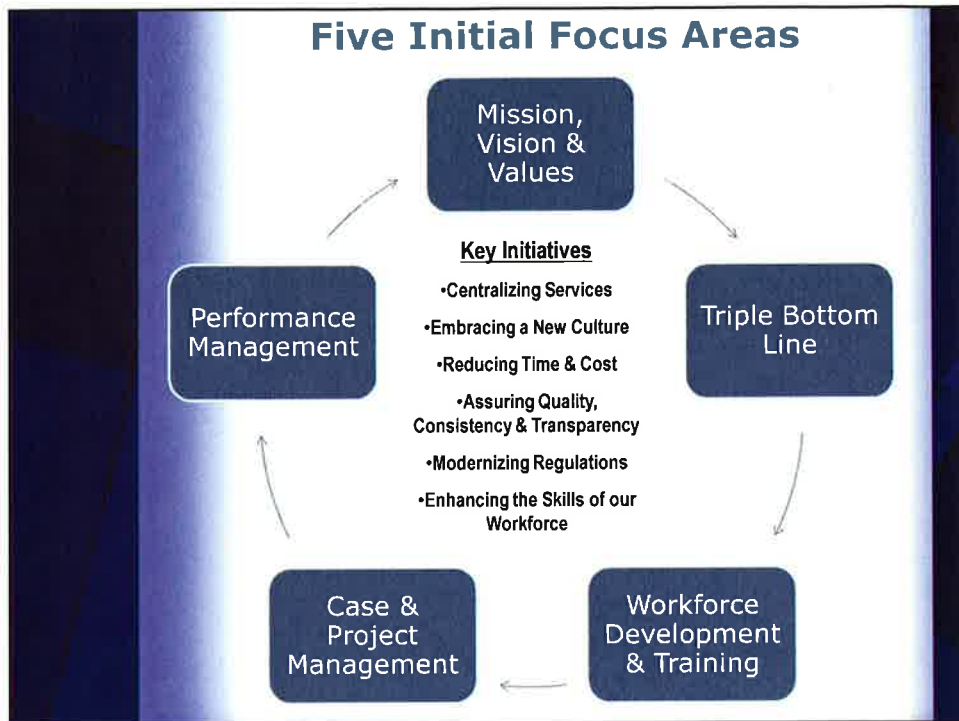 Five Initial Focus Areas
Mission,
Vision &
Values
Triple Bottom
Line
Workforce
Development
& Training
Case &
Project
Management
Performance
Management
Key Initiatives
•Centralizing Services
•Embracing a New Culture
•Reducing Time & Cost
•Assuring Quality,
Consistency & Transparency
•Modernizing Regulations
•Enhancing the Skills of our
Workforce